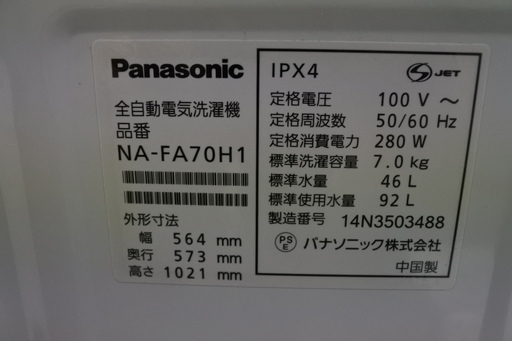 Panasonic
全自動電気洗濯機
品番
NA-FA70H1
外形寸法
幅 564 mm
奥行 573 mm
高さ 1021 mm
IPX4
S JET
定格電圧 100 V ～
定格周波数 50/60 Hz
定格消費電力 280 W
標準洗濯容量 7.0 kg
標準水量 46 L
標準使用水量 92 L
製造番号 14N3503488
PS E パナソニック株式会社
中国製